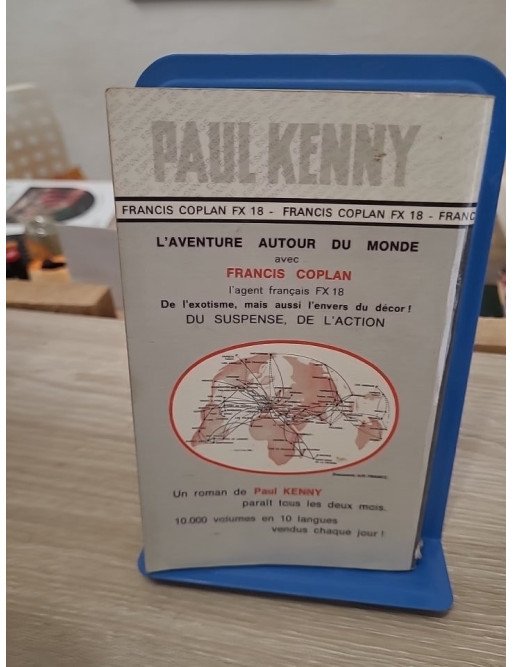 PAUL KENNY
FRANCIS COPLAN FX 18 - FRANCIS COPLAN FX 18 - FRANC
L'AVENTURE AUTOUR DU MONDE
avec
FRANCIS COPLAN
l'agent français FX 18
De l'exotisme, mais aussi l'envers du décor !
DU SUSPENSE, DE L'ACTION
Un roman de Paul KENNY
paraît tous les deux mois.
10.000 volumes en 10 langues
vendus chaque jour !